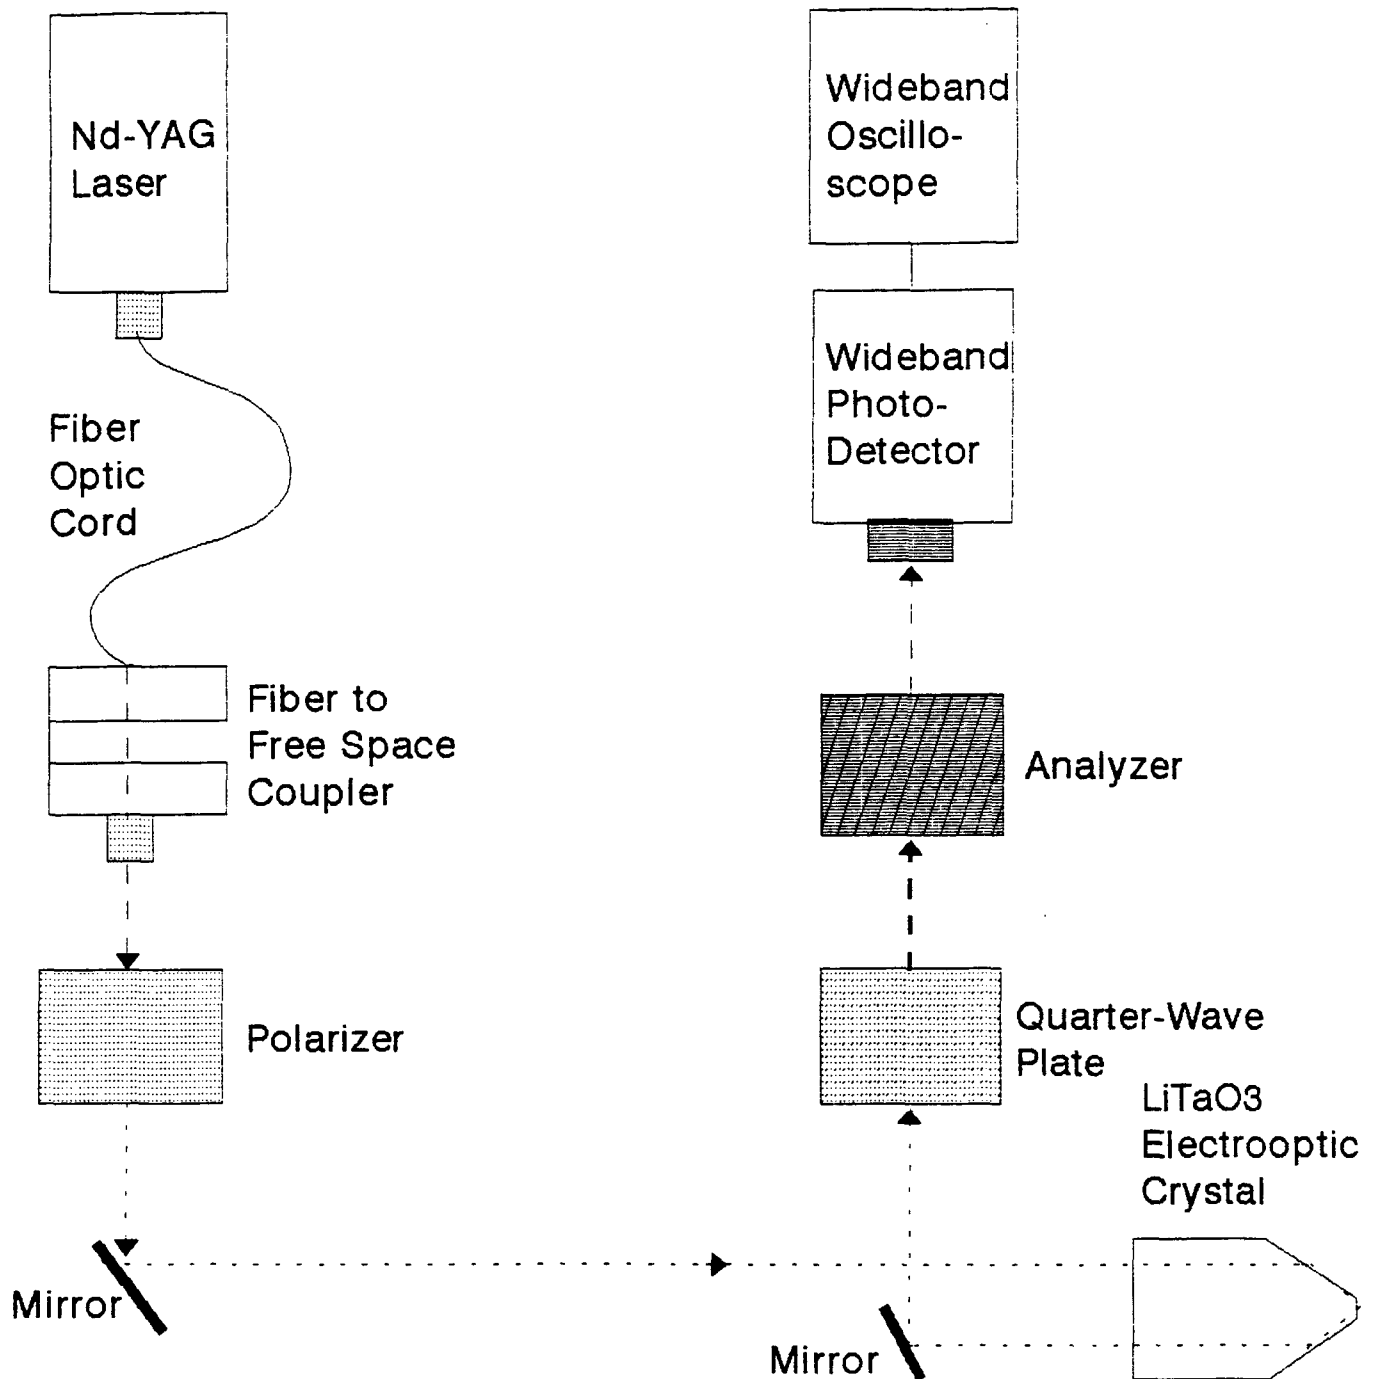 Nd-YAG
Laser
Fiber
Optic
Cord
Fiber to
Free Space
Coupler
Polarizer
Mirror
Wideband
Oscillo-
scope
Wideband
Photo-
Detector
Analyzer
Quarter-Wave
Plate
LiTaO3
Electrooptic
Crystal
Mirror